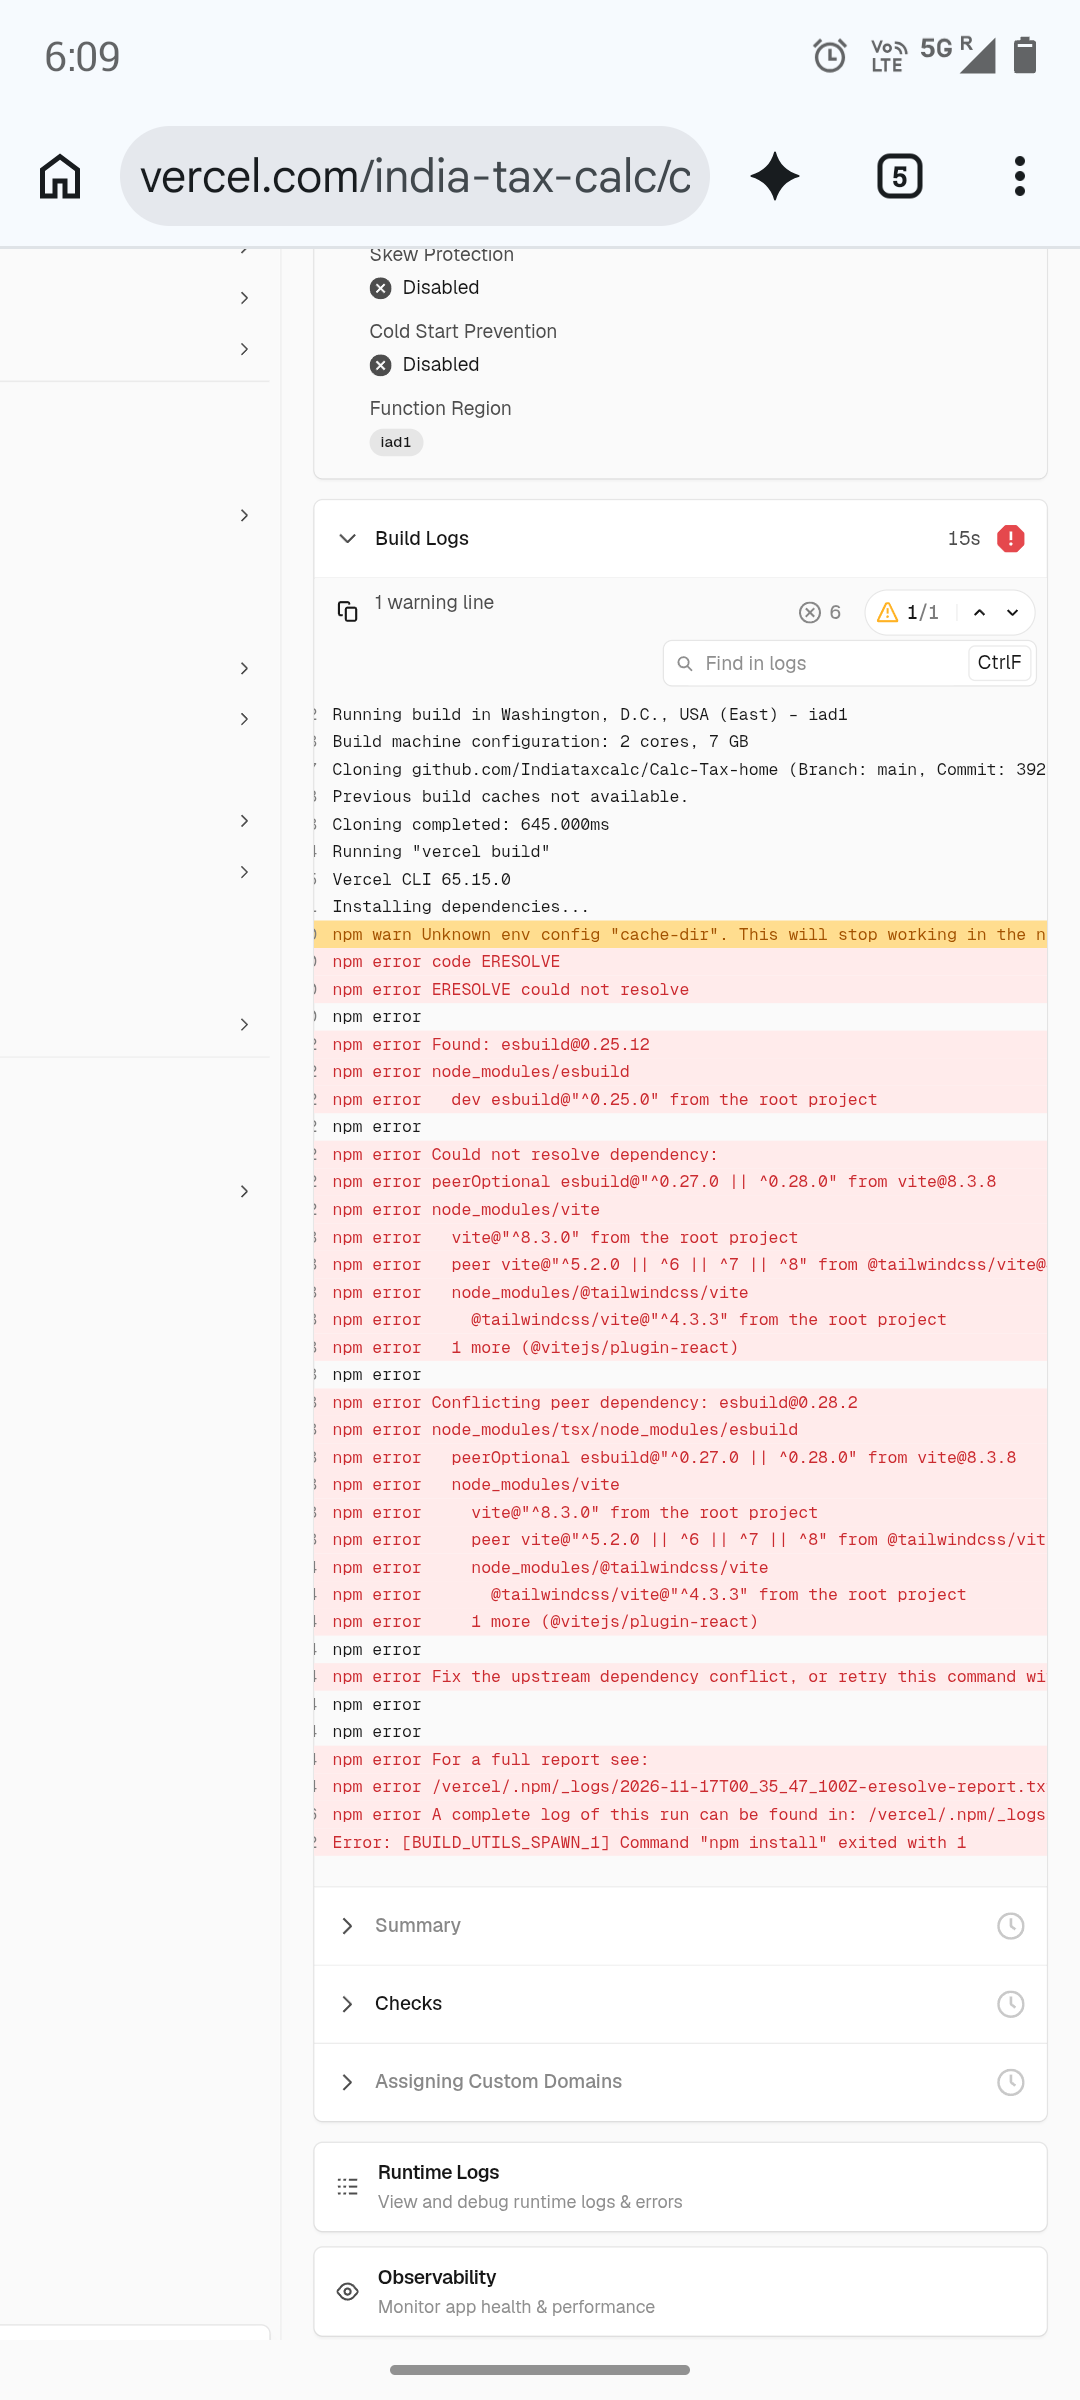 6:09
Vo LTE 5G R
vercel.com/india-tax-calc/c
5
Skew Protection
Disabled
Cold Start Prevention
Disabled
Function Region
iad1
Build Logs
15s
1 warning line
6
1/1
Find in logs
CtrlF
Running build in Washington, D.C., USA (East) – iad1
Build machine configuration: 2 cores, 7 GB
Cloning github.com/Indiataxcalc/Calc-Tax-home (Branch: main, Commit: 392
Previous build caches not available.
Cloning completed: 645.000ms
Running "vercel build"
Vercel CLI 65.15.0
Installing dependencies...
npm warn Unknown env config "cache-dir". This will stop working in the n
npm error code ERESOLVE
npm error ERESOLVE could not resolve
npm error
npm error Found: esbuild@0.25.12
npm error node_modules/esbuild
npm error   dev esbuild@"^0.25.0" from the root project
npm error
npm error Could not resolve dependency:
npm error peerOptional esbuild@"^0.27.0 || ^0.28.0" from vite@8.3.8
npm error node_modules/vite
npm error   vite@"^8.3.0" from the root project
npm error   peer vite@"^5.2.0 || ^6 || ^7 || ^8" from @tailwindcss/vite@
npm error   node_modules/@tailwindcss/vite
npm error     @tailwindcss/vite@"^4.3.3" from the root project
npm error   1 more (@vitejs/plugin-react)
npm error
npm error Conflicting peer dependency: esbuild@0.28.2
npm error node_modules/tsx/node_modules/esbuild
npm error   peerOptional esbuild@"^0.27.0 || ^0.28.0" from vite@8.3.8
npm error   node_modules/vite
npm error     vite@"^8.3.0" from the root project
npm error     peer vite@"^5.2.0 || ^6 || ^7 || ^8" from @tailwindcss/vit
npm error     node_modules/@tailwindcss/vite
npm error       @tailwindcss/vite@"^4.3.3" from the root project
npm error     1 more (@vitejs/plugin-react)
npm error
npm error Fix the upstream dependency conflict, or retry this command wi
npm error
npm error
npm error For a full report see:
npm error /vercel/.npm/_logs/2026-11-17T00_35_47_100Z-eresolve-report.tx
npm error A complete log of this run can be found in: /vercel/.npm/_logs
Error: [BUILD_UTILS_SPAWN_1] Command "npm install" exited with 1
Summary
Checks
Assigning Custom Domains
Runtime Logs
View and debug runtime logs & errors
Observability
Monitor app health & performance